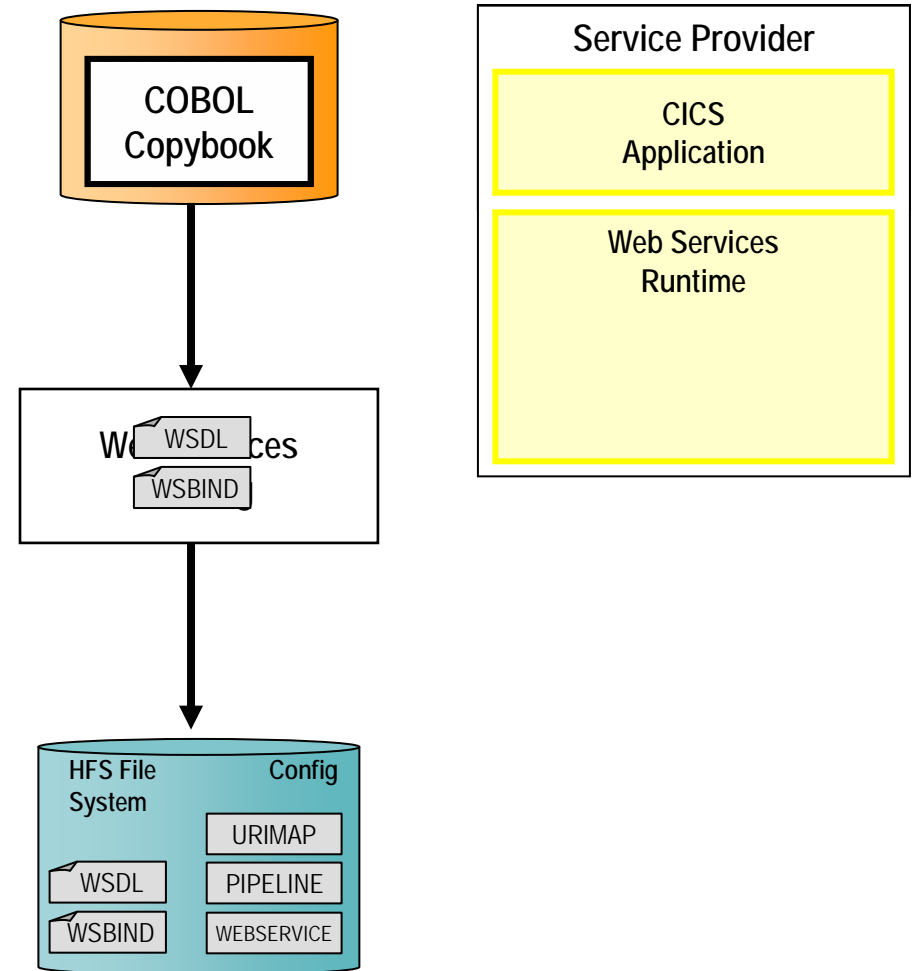 COBOL
Copybook
Service Provider
CICS
Application
Web Services
Runtime
WSDL
WSBIND
HFS File
System
Config
URIMAP
WSDL
PIPELINE
WSBIND
WEBSERVICE